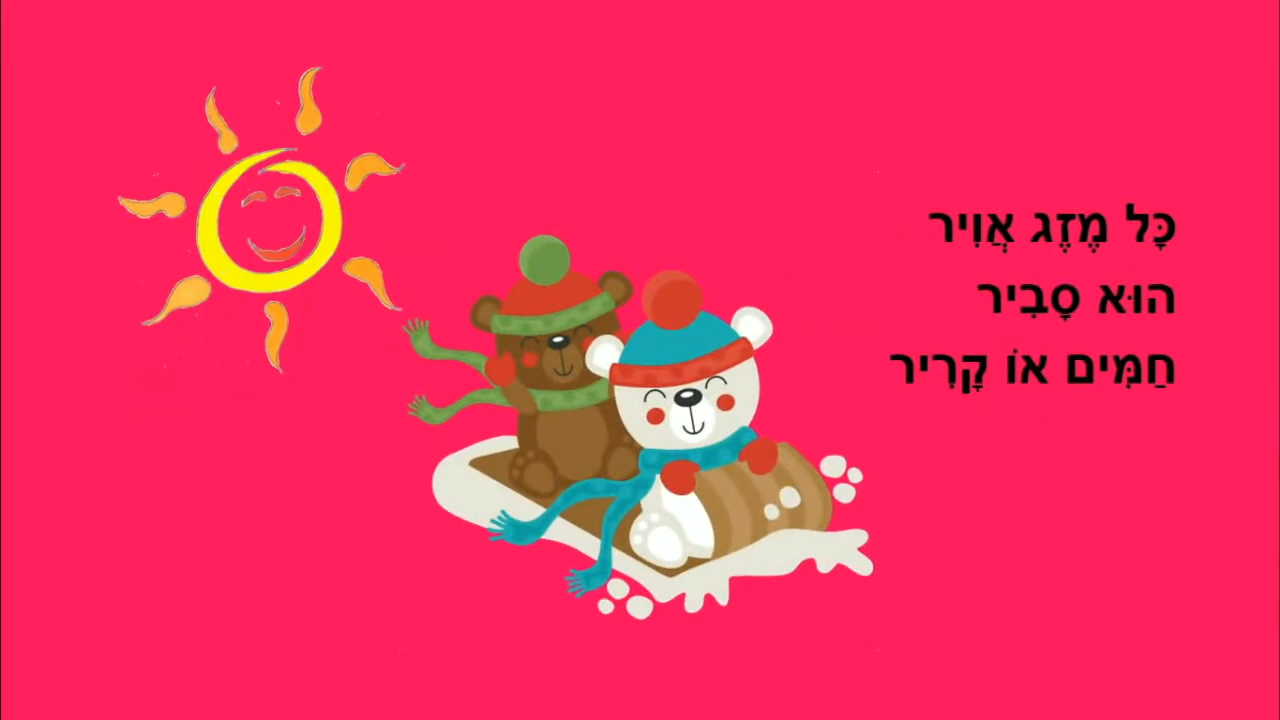 כָּל מֶזֶג אֲוִיר
הוּא סָבִיר
חַמִּים אוֹ קָרִיר